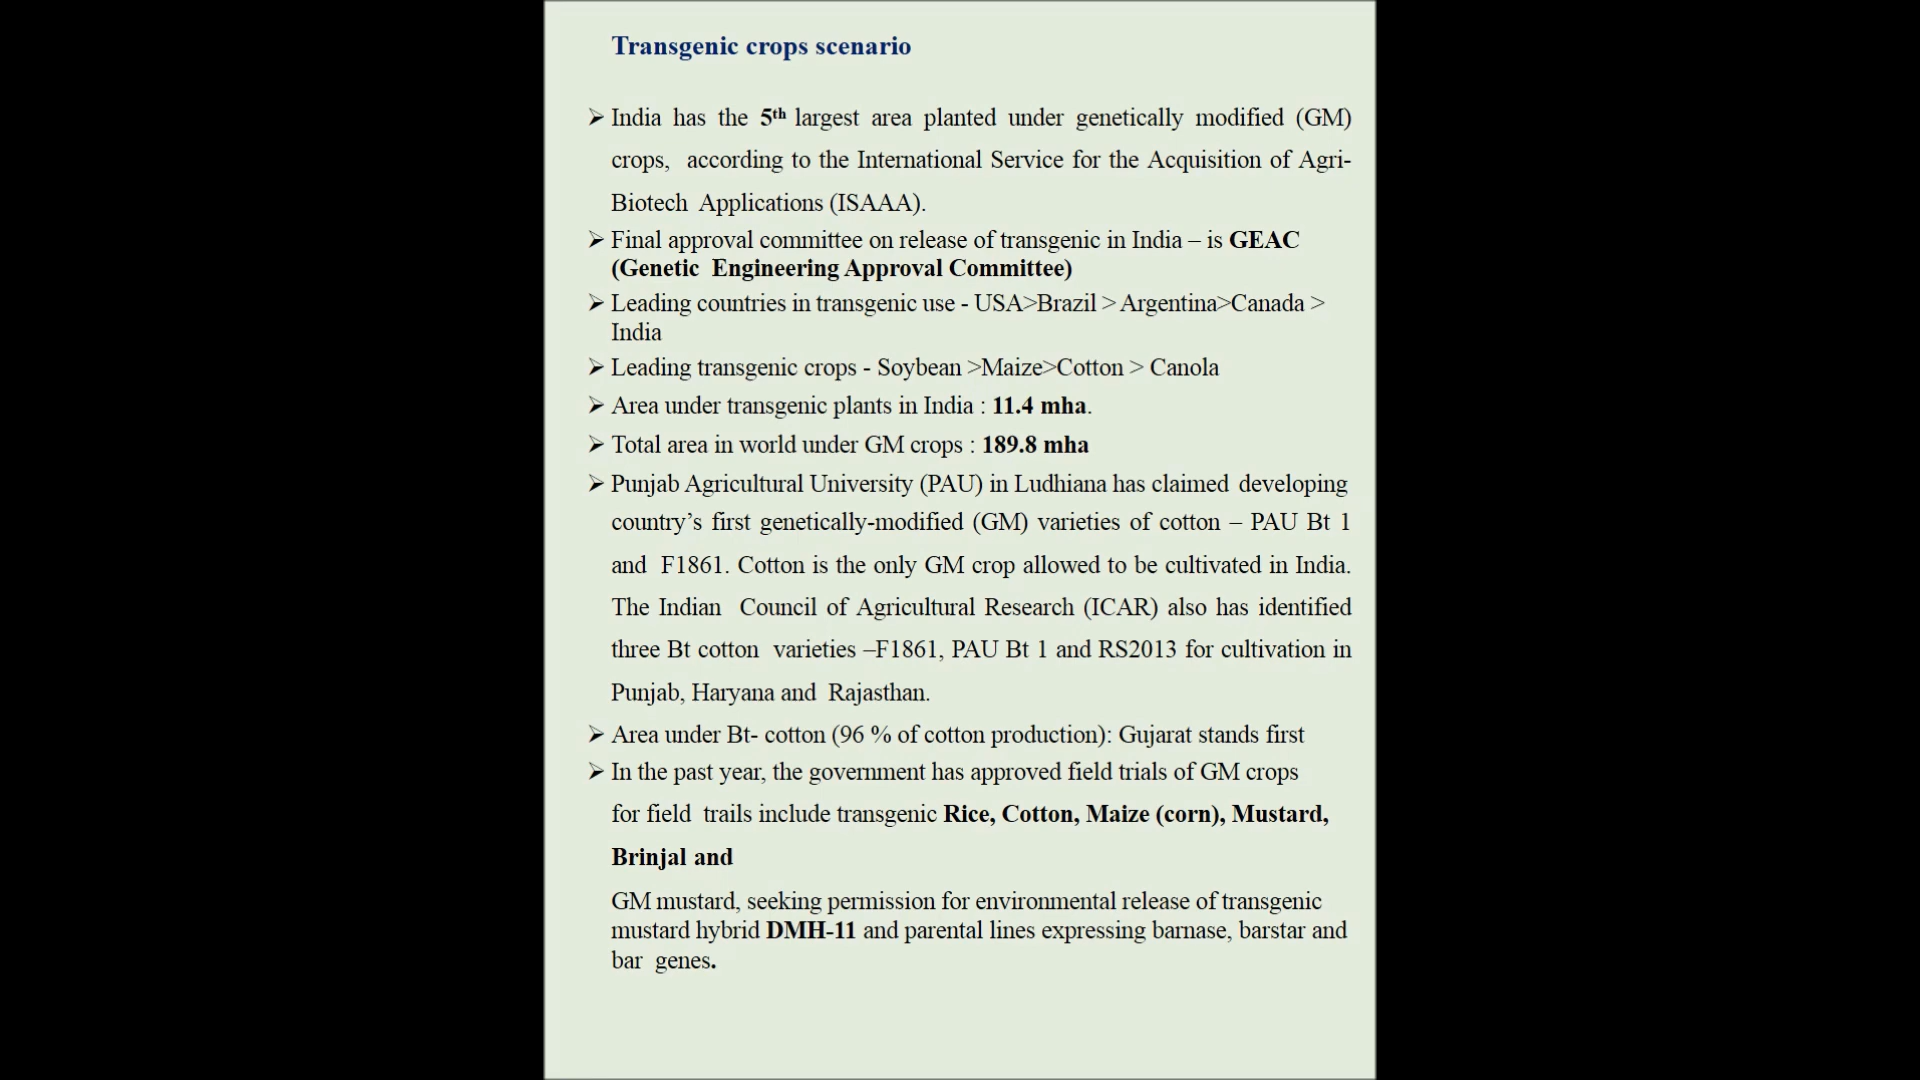 Transgenic crops scenario
➢ India has the 5th largest area planted under genetically modified (GM)
crops, according to the International Service for the Acquisition of Agri-
Biotech Applications (ISAAA).
➢ Final approval committee on release of transgenic in India – is GEAC
(Genetic Engineering Approval Committee)
➢ Leading countries in transgenic use - USA>Brazil > Argentina>Canada >
India
➢ Leading transgenic crops - Soybean >Maize>Cotton > Canola
➢ Area under transgenic plants in India : 11.4 mha.
➢ Total area in world under GM crops : 189.8 mha
➢ Punjab Agricultural University (PAU) in Ludhiana has claimed developing
country’s first genetically-modified (GM) varieties of cotton – PAU Bt 1
and F1861. Cotton is the only GM crop allowed to be cultivated in India.
The Indian Council of Agricultural Research (ICAR) also has identified
three Bt cotton varieties –F1861, PAU Bt 1 and RS2013 for cultivation in
Punjab, Haryana and Rajasthan.
➢ Area under Bt- cotton (96 % of cotton production): Gujarat stands first
➢ In the past year, the government has approved field trials of GM crops
for field trails include transgenic Rice, Cotton, Maize (corn), Mustard,
Brinjal and
GM mustard, seeking permission for environmental release of transgenic
mustard hybrid DMH-11 and parental lines expressing barnase, barstar and
bar genes.